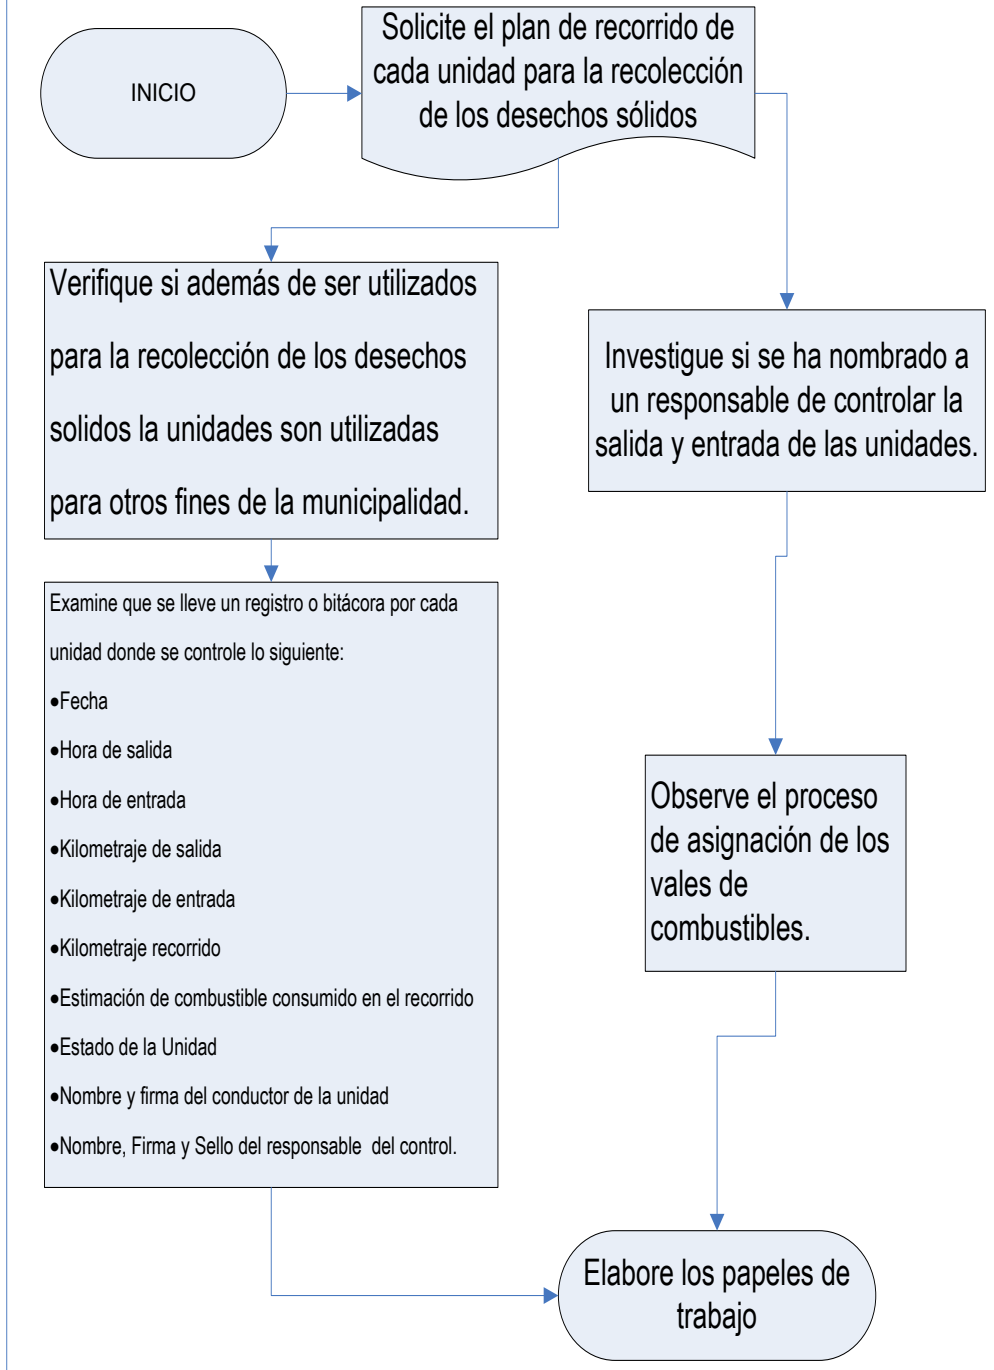 INICIO
Solicite el plan de recorrido de
cada unidad para la recolección
de los desechos sólidos
Verifique si además de ser utilizados
para la recolección de los desechos
solidos la unidades son utilizadas
para otros fines de la municipalidad.
Investigue si se ha nombrado a
un responsable de controlar la
salida y entrada de las unidades.
Examine que se lleve un registro o bitácora por cada
unidad donde se controle lo siguiente:
•Fecha
•Hora de salida
•Hora de entrada
•Kilometraje de salida
•Kilometraje de entrada
•Kilometraje recorrido
•Estimación de combustible consumido en el recorrido
•Estado de la Unidad
•Nombre y firma del conductor de la unidad
•Nombre, Firma y Sello del responsable  del control.
Observe el proceso
de asignación de los
vales de
combustibles.
Elabore los papeles de
trabajo